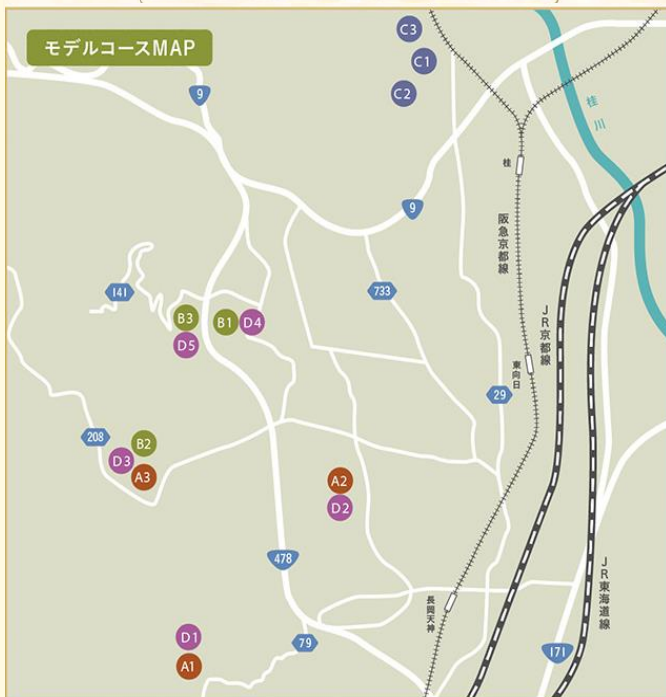 モデルコースMAP
C3
C1
C2
9
桂川
桂
9
阪急京都線
141
733
B3
B1
D4
D5
JR京都線
東向日
29
208
B2
D3
A3
A2
D2
478
JR東海道線
長岡天神
D1
79
A1
171